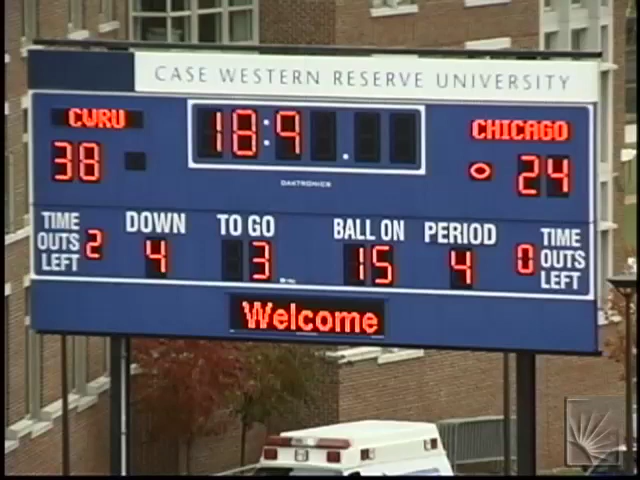 CASE WESTERN RESERVE UNIVERSITY
CWRU 18:9 . CHICAGO
38 24
DAKTRONICS
TIME OUTS LEFT 2 DOWN 4 TO GO 3 BALL ON 15 PERIOD 4 0 TIME OUTS LEFT
Welcome